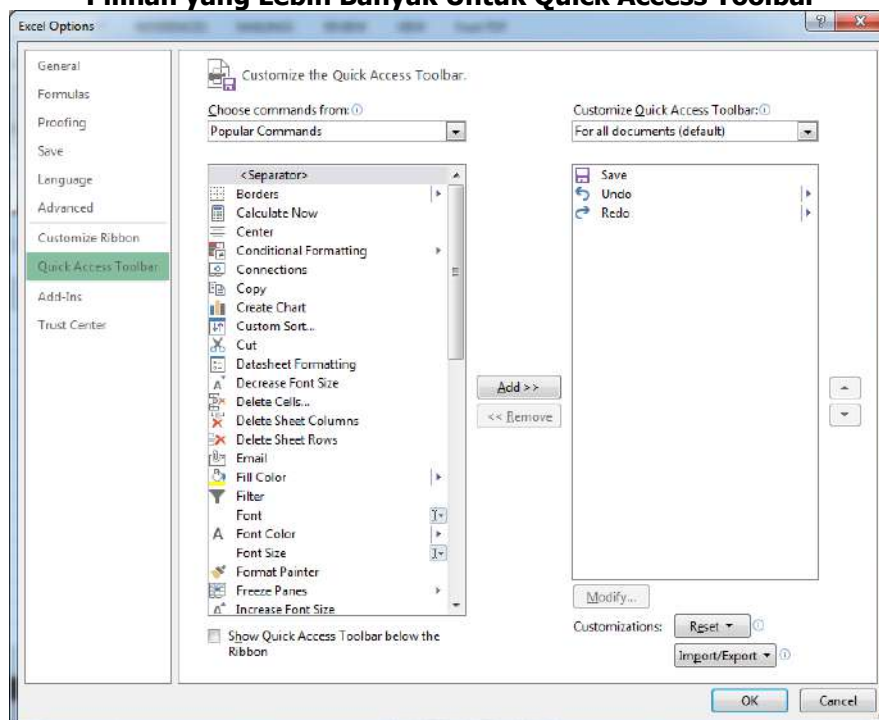 Pilihan yang Lebih Banyak Untuk Quick Access Toolbar
Excel Options
General
Formulas
Proofing
Save
Language
Advanced
Customize Ribbon
Quick Access Toolbar
Add-Ins
Trust Center
Customize the Quick Access Toolbar.
Choose commands from:
Popular Commands
<Separator>
Borders
Calculate Now
Center
Conditional Formatting
Connections
Copy
Create Chart
Custom Sort...
Cut
Datasheet Formatting
Decrease Font Size
Delete Cells...
Delete Sheet Columns
Delete Sheet Rows
Email
Fill Color
Filter
Font
Font Color
Font Size
Format Painter
Freeze Panes
Increase Font Size
Show Quick Access Toolbar below the
Ribbon
Add >>
<< Remove
Customize Quick Access Toolbar:
For all documents (default)
Save
Undo
Redo
Modify...
Customizations:
Reset
Import/Export
OK
Cancel